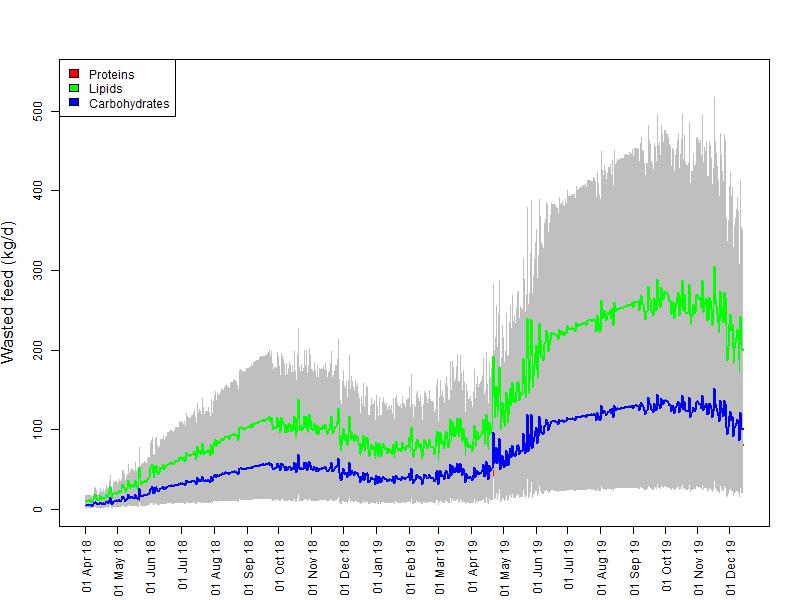 Proteins
Lipids
Carbohydrates
Wasted feed (kg/d)
500
400
300
200
100
0
01 Apr 18
01 May 18
01 Jun 18
01 Jul 18
01 Aug 18
01 Sep 18
01 Oct 18
01 Nov 18
01 Dec 18
01 Jan 19
01 Feb 19
01 Mar 19
01 Apr 19
01 May 19
01 Jun 19
01 Jul 19
01 Aug 19
01 Sep 19
01 Oct 19
01 Nov 19
01 Dec 19